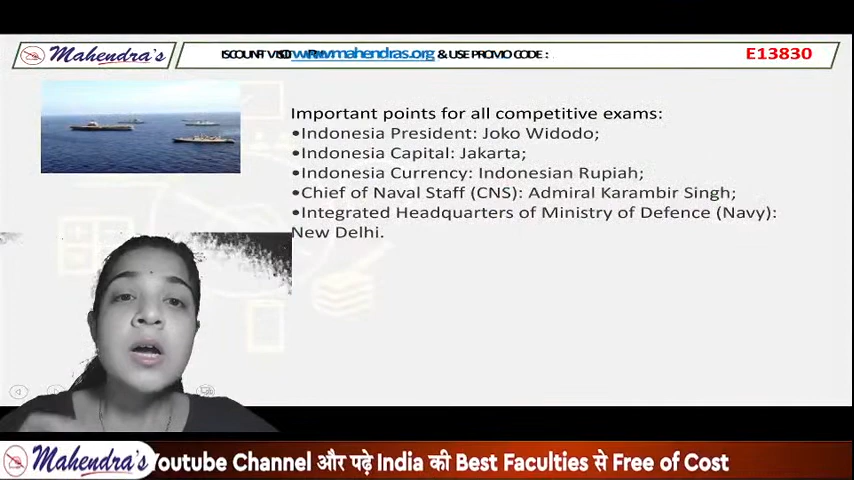 Mahendra's
www.mahendras.org & USE PROMO CODE :
E13830
Important points for all competitive exams:
•Indonesia President: Joko Widodo;
•Indonesia Capital: Jakarta;
•Indonesia Currency: Indonesian Rupiah;
•Chief of Naval Staff (CNS): Admiral Karambir Singh;
•Integrated Headquarters of Ministry of Defence (Navy):
New Delhi.
Mahendra's Youtube Channel और पढ़े India की Best Faculties से Free of Cost